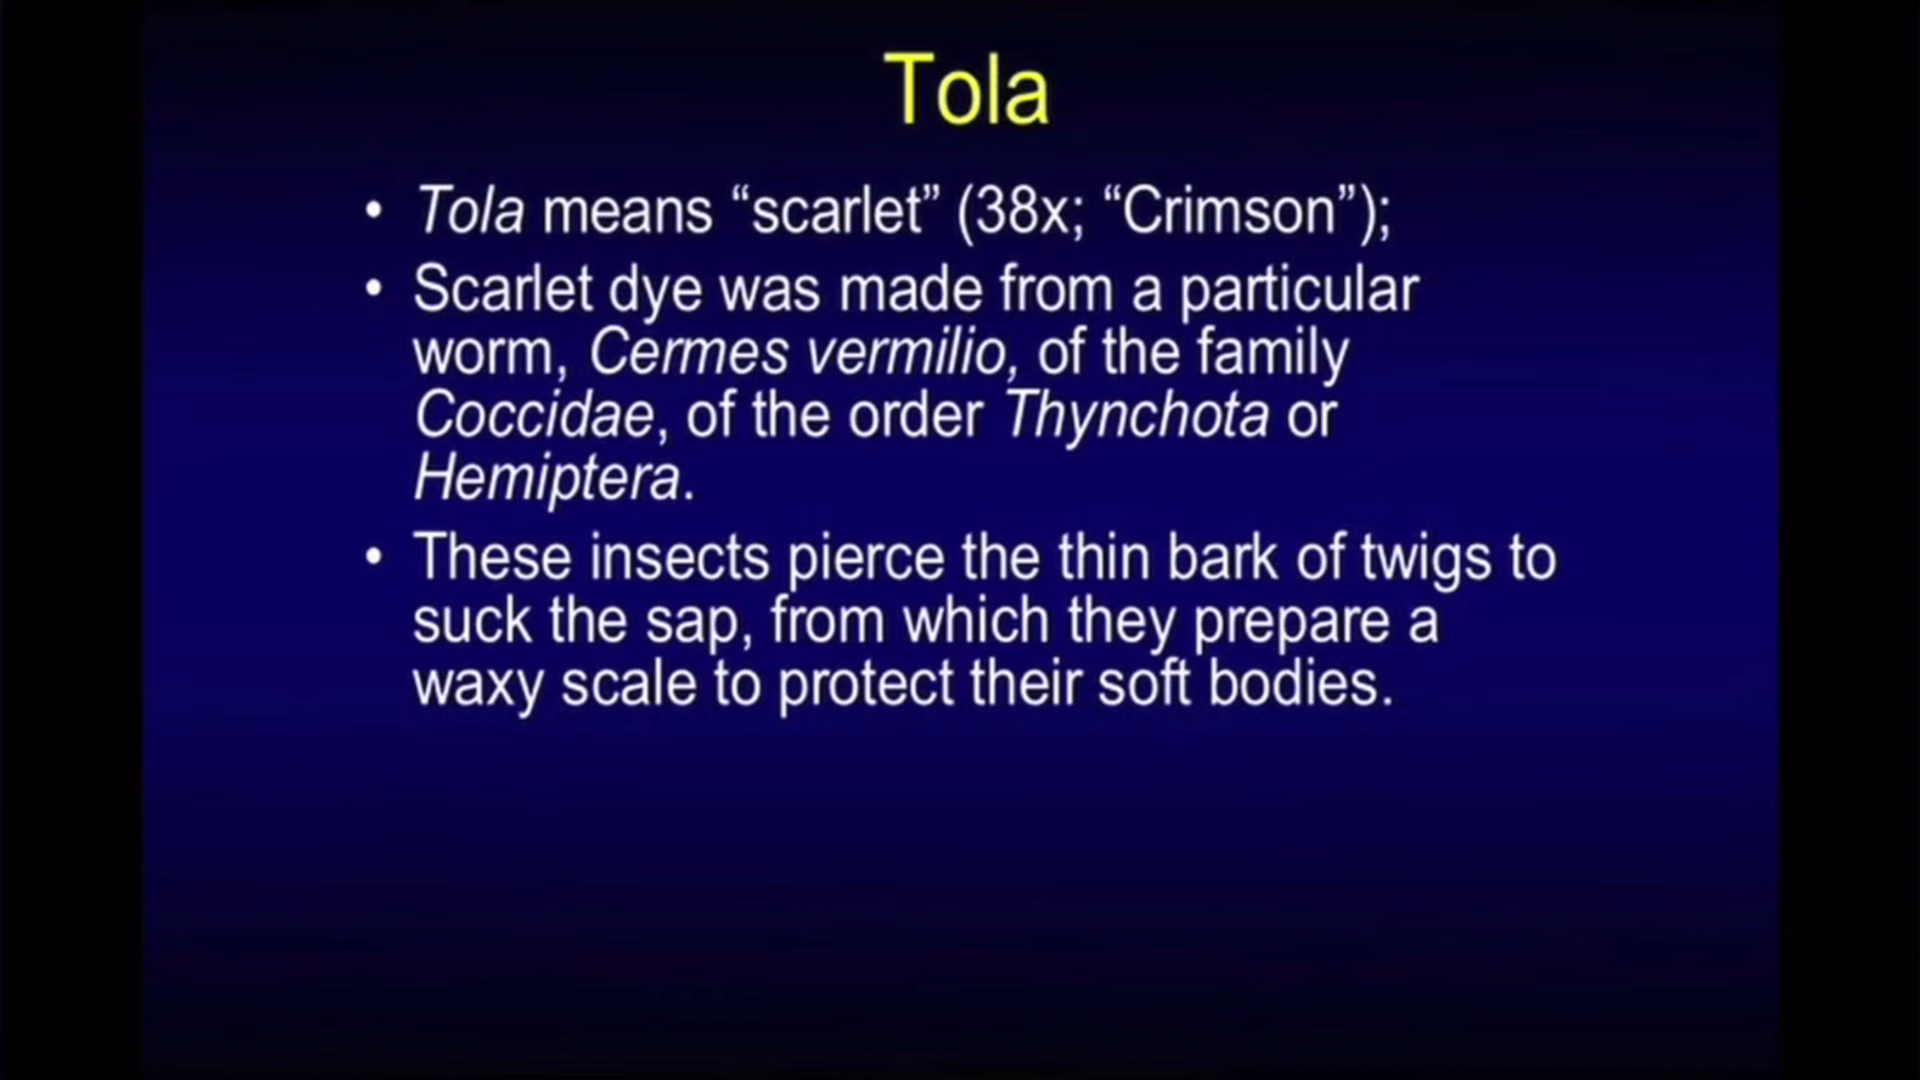 Tola
• Tola means “scarlet” (38x; “Crimson”);
• Scarlet dye was made from a particular
worm, Cermes vermilio, of the family
Coccidae, of the order Thynchota or
Hemiptera.
• These insects pierce the thin bark of twigs to
suck the sap, from which they prepare a
waxy scale to protect their soft bodies.